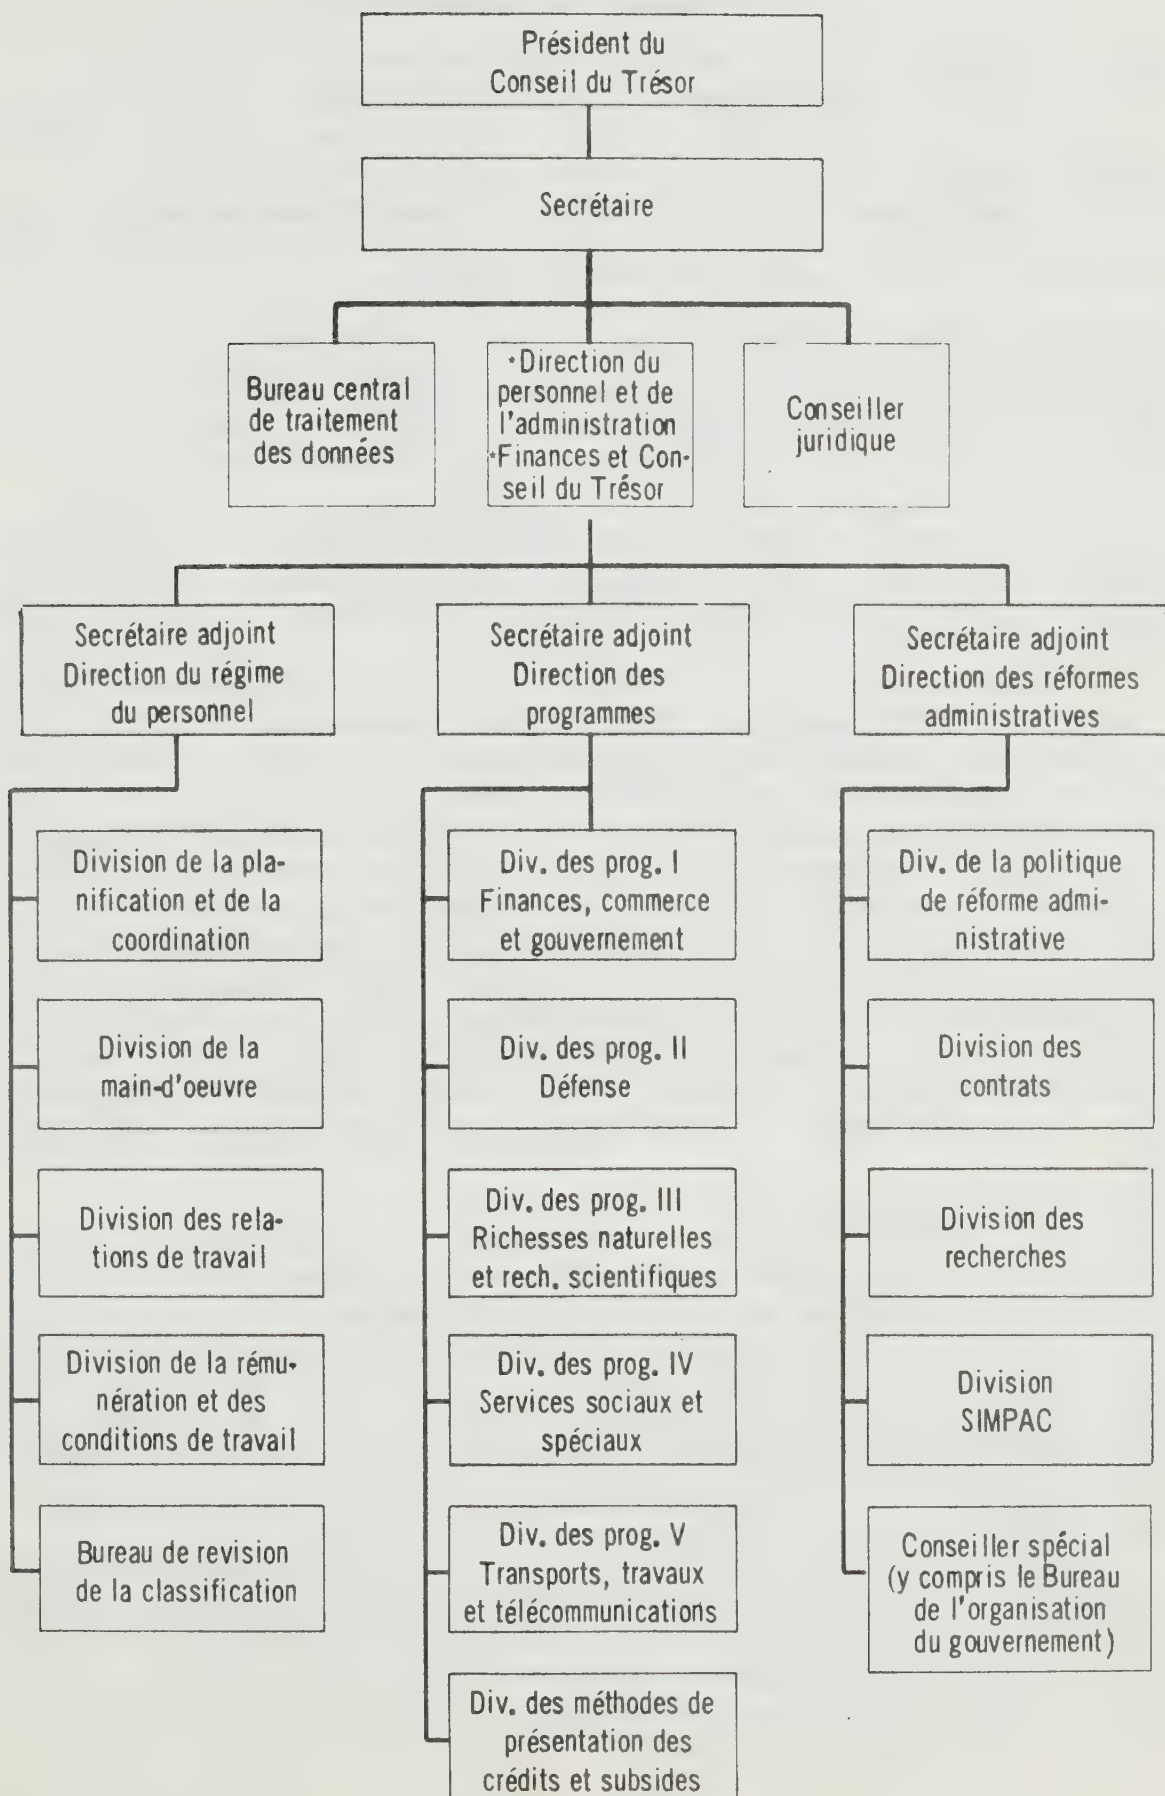 Président du
Conseil du Trésor
Secrétaire
Bureau central
de traitement
des données
*Direction du
personnel et de
l'administration
*Finances et Con-
seil du Trésor
Conseiller
juridique
Secrétaire adjoint
Direction du régime
du personnel
Secrétaire adjoint
Direction des
programmes
Secrétaire adjoint
Direction des réformes
administratives
Division de la pla-
nification et de la
coordination
Division de la
main-d'oeuvre
Division des rela-
tions de travail
Division de la rému-
nération et des
conditions de travail
Bureau de revision
de la classification
Div. des prog. I
Finances, commerce
et gouvernement
Div. des prog. II
Défense
Div. des prog. III
Richesses naturelles
et rech. scientifiques
Div. des prog. IV
Services sociaux et
spéciaux
Div. des prog. V
Transports, travaux
et télécommunications
Div. des méthodes de
présentation des
crédits et subsides
Div. de la politique
de réforme admi-
nistrative
Division des
contrats
Division des
recherches
Division
SIMPAC
Conseiller spécial
(y compris le Bureau
de l'organisation
du gouvernement)